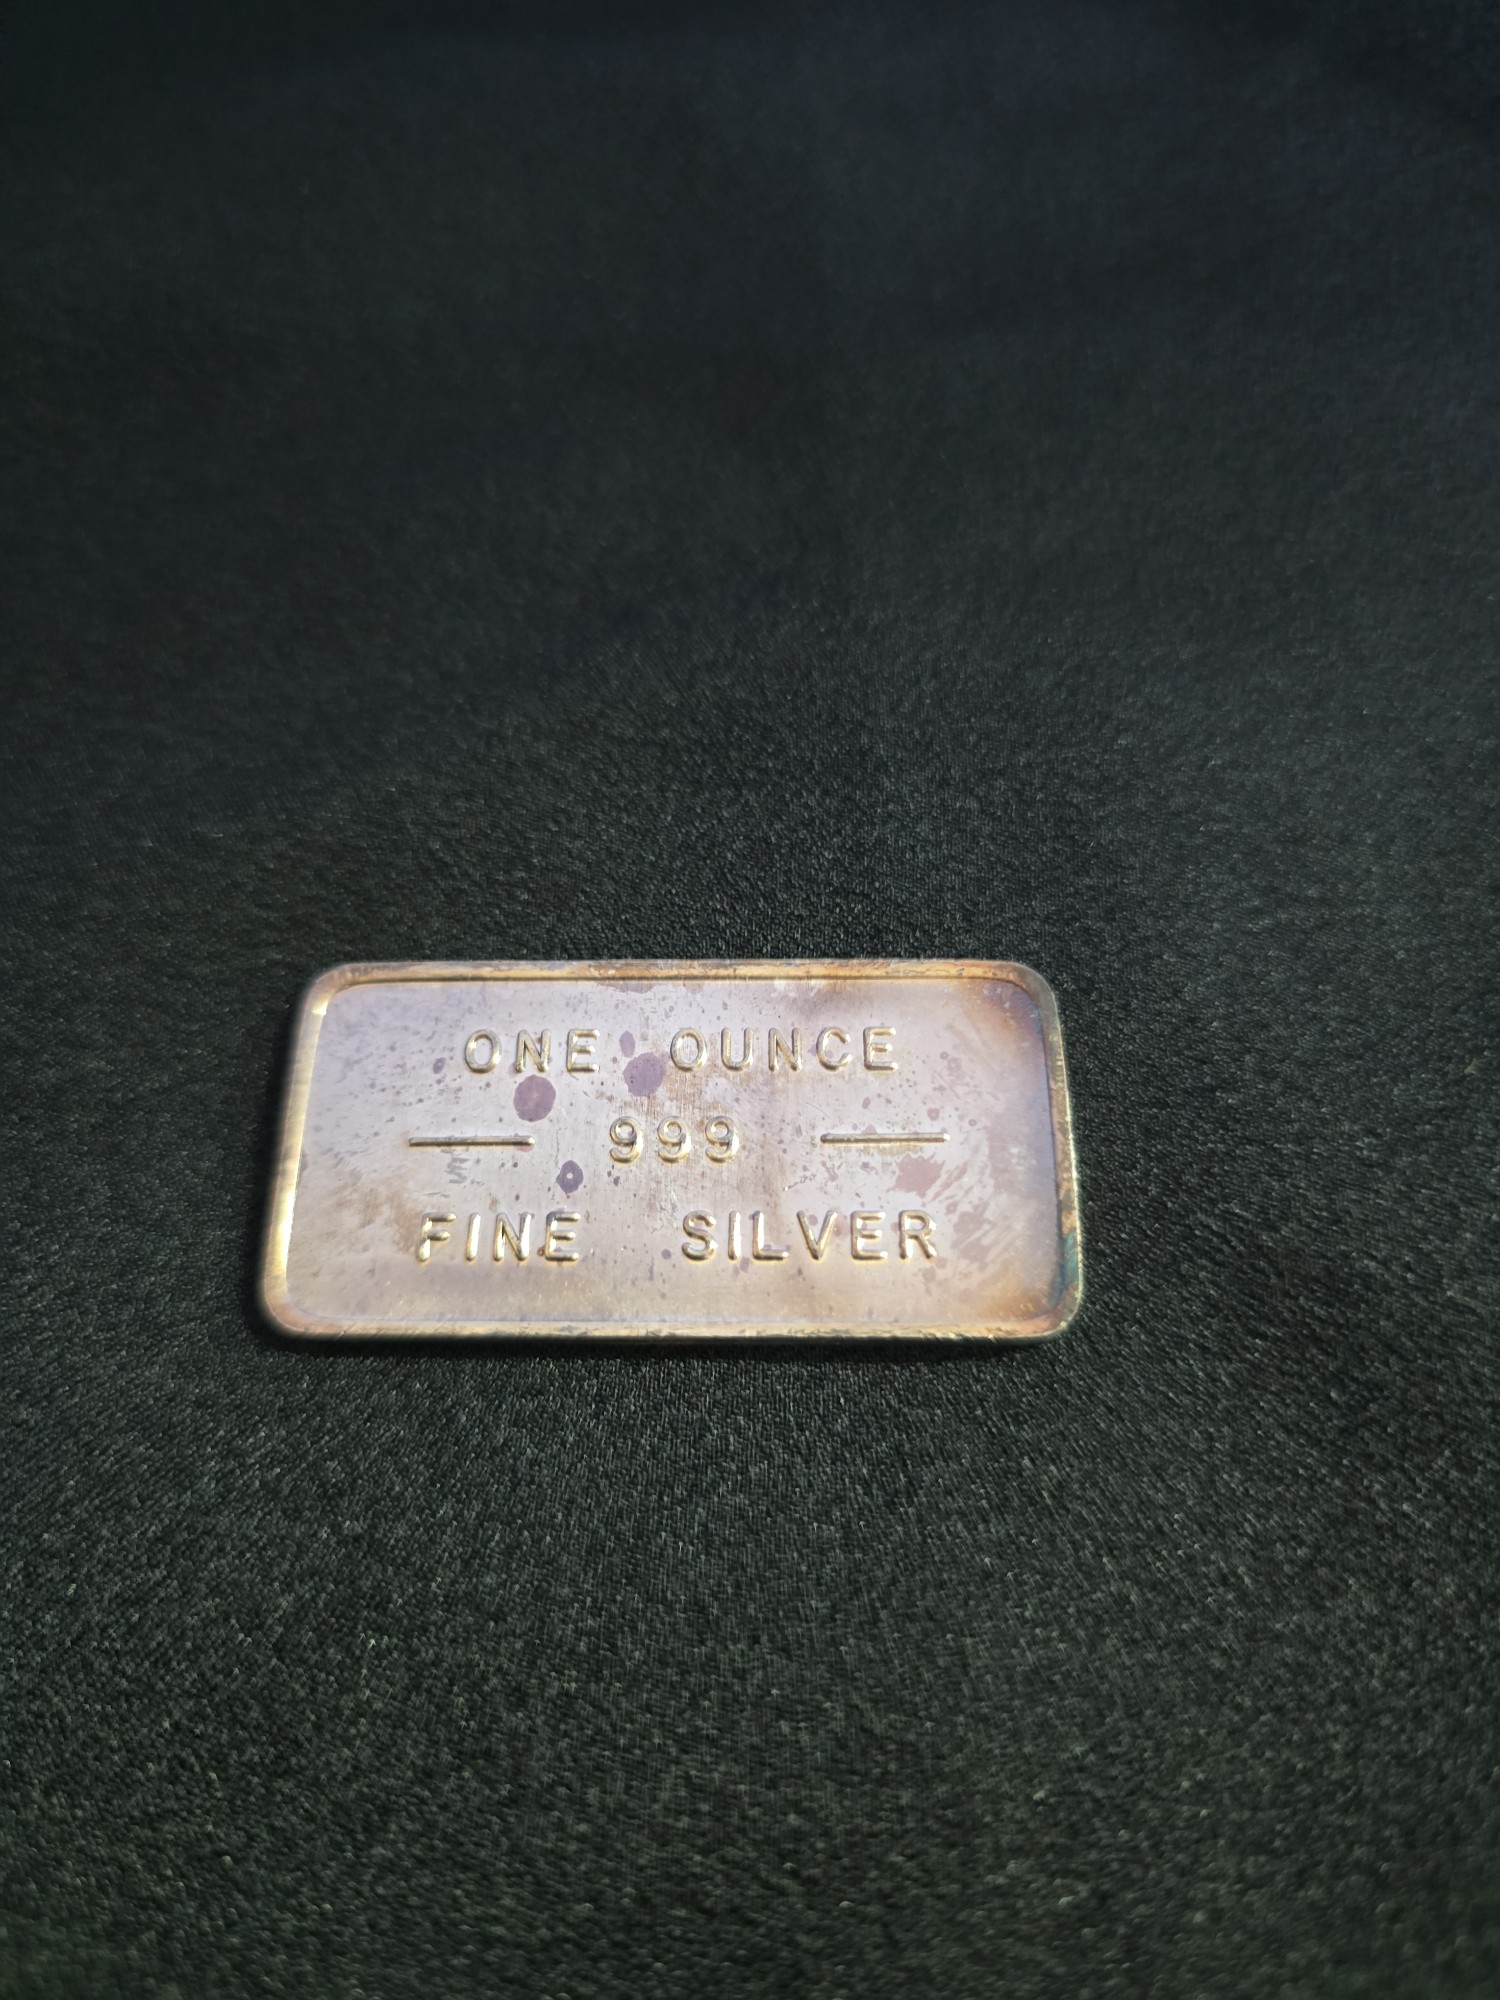 ONE OUNCE
— 999 —
FINE SILVER